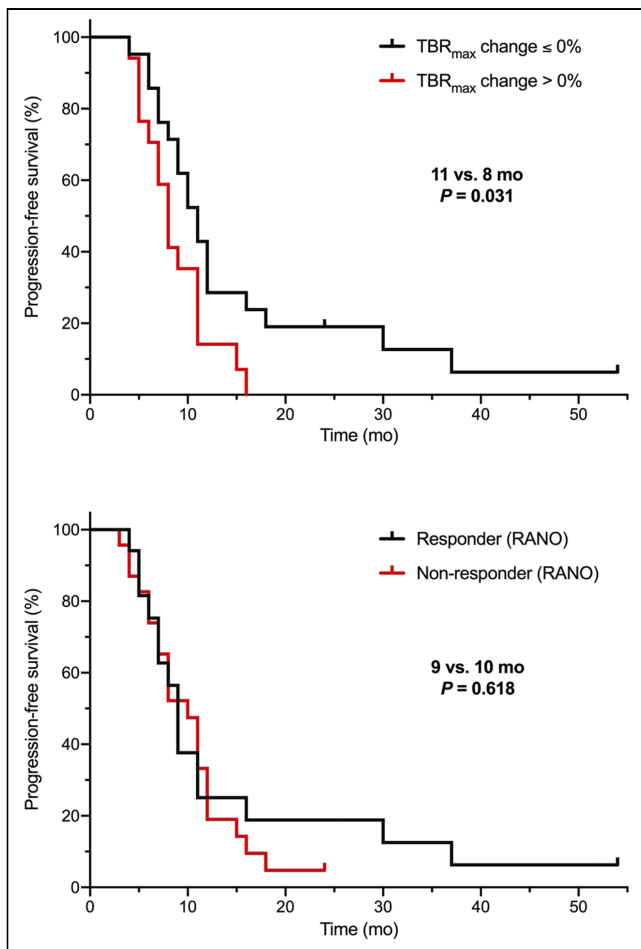 100
80
60
40
20
0
Progression-free survival (%)
TBRmax change ≤ 0%
TBRmax change > 0%
11 vs. 8 mo
P = 0.031
0 10 20 30 40 50
Time (mo)
100
80
60
40
20
0
Progression-free survival (%)
Responder (RANO)
Non-responder (RANO)
9 vs. 10 mo
P = 0.618
0 10 20 30 40 50
Time (mo)